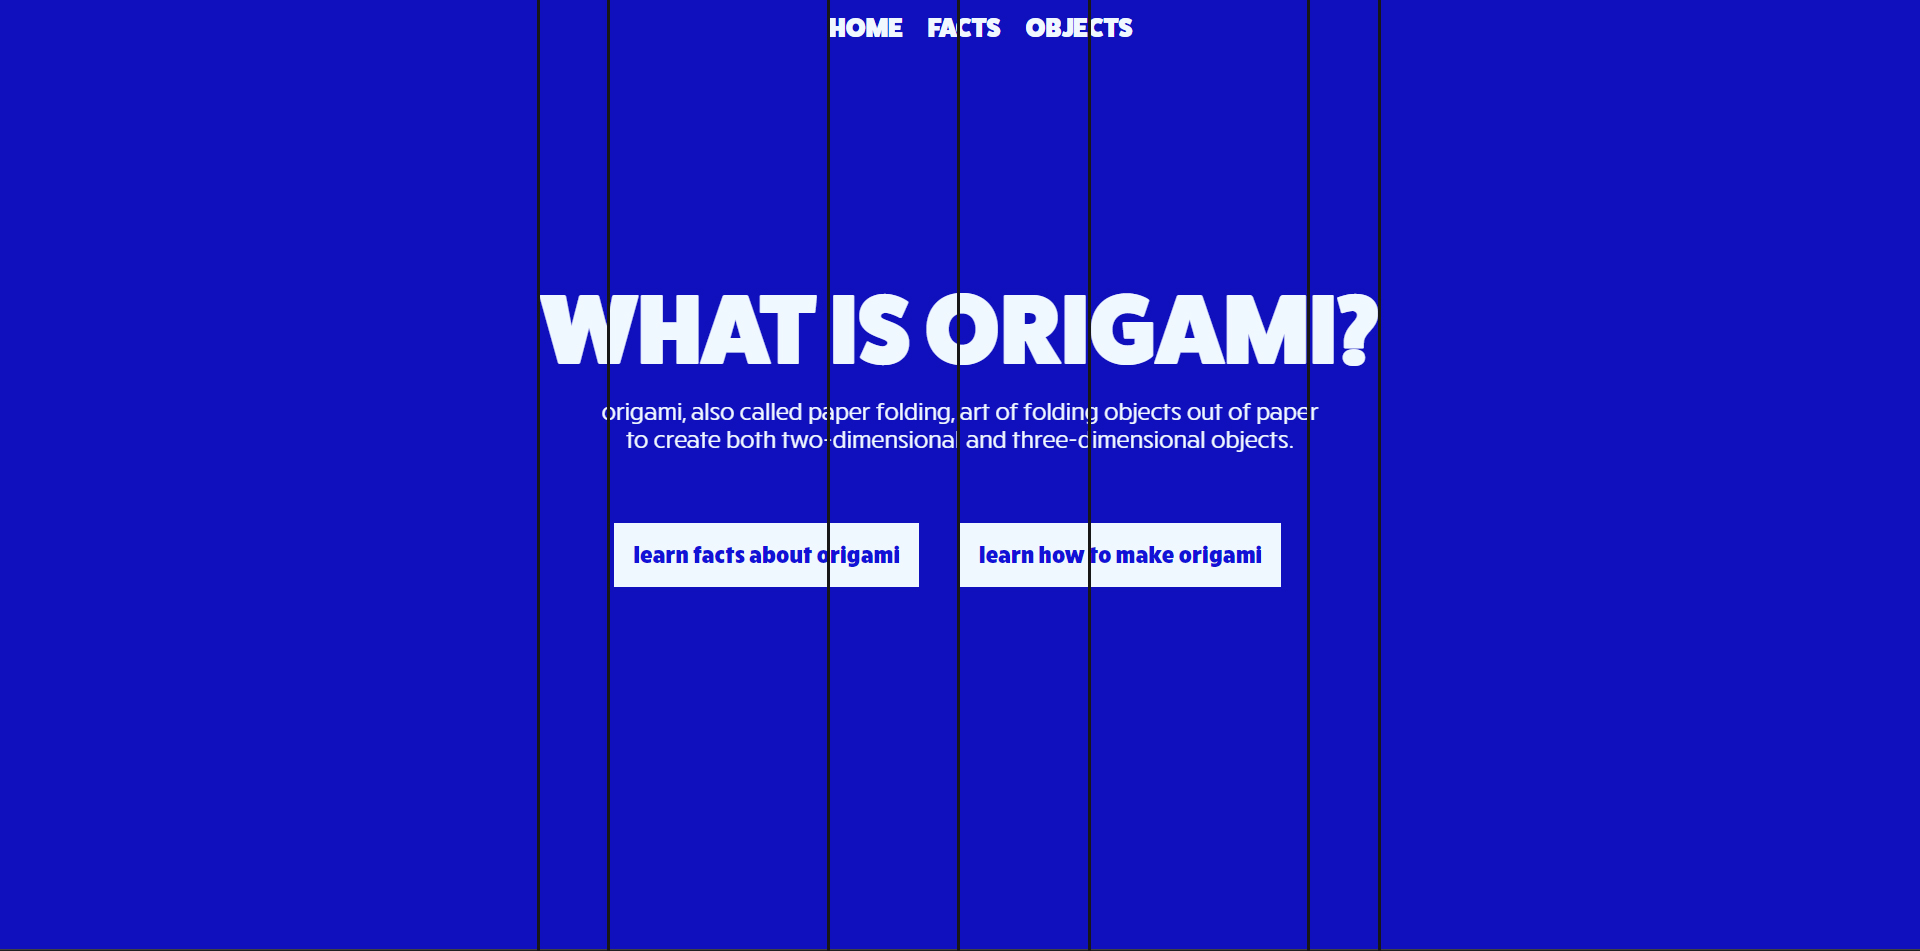 HOME FACTS OBJECTS
WHAT IS ORIGAMI?
origami, also called paper folding, art of folding objects out of paper
to create both two-dimensional and three-dimensional objects.
learn facts about origami learn how to make origami